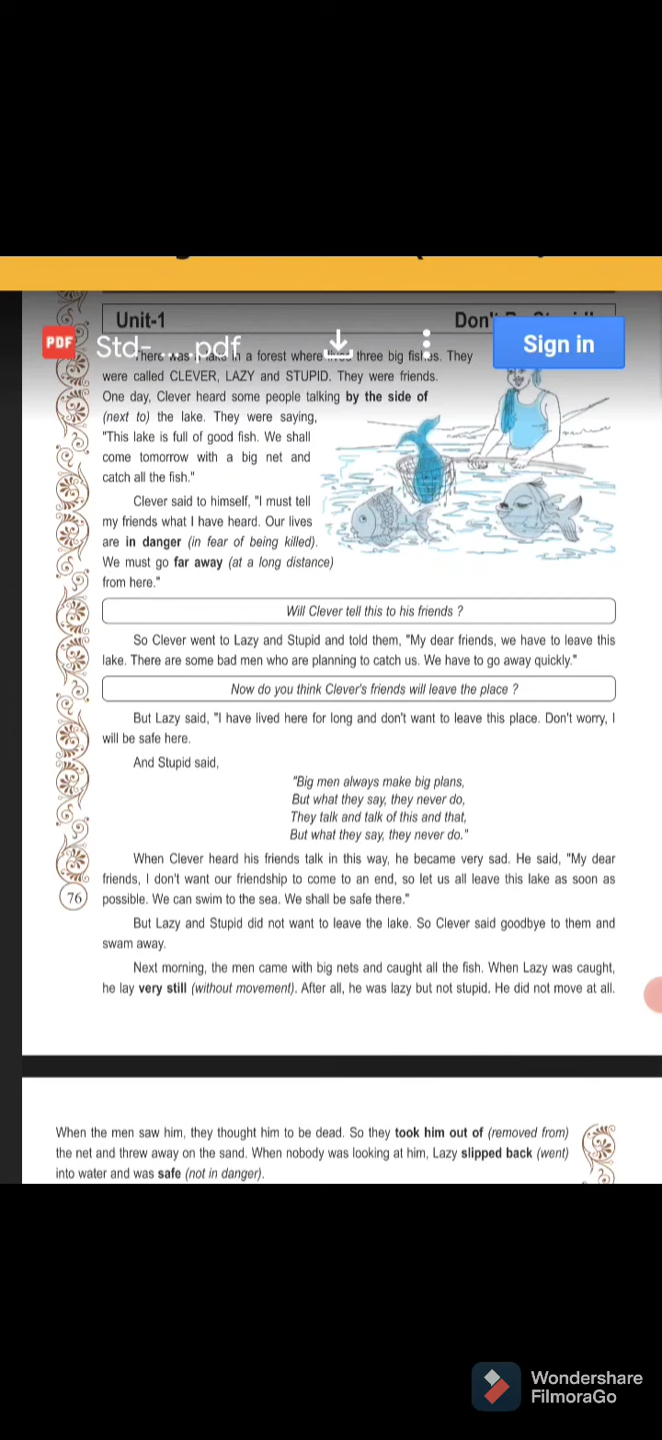 Unit-1
PDF
Std-... .pdf
Sign in
There was a lake in a forest where lived three big fishes. They
were called CLEVER, LAZY and STUPID. They were friends.
One day, Clever heard some people talking by the side of
(next to) the lake. They were saying,
"This lake is full of good fish. We shall
come tomorrow with a big net and
catch all the fish."
Clever said to himself, "I must tell
my friends what I have heard. Our lives
are in danger (in fear of being killed).
We must go far away (at a long distance)
from here."
Will Clever tell this to his friends ?
So Clever went to Lazy and Stupid and told them, "My dear friends, we have to leave this
lake. There are some bad men who are planning to catch us. We have to go away quickly."
Now do you think Clever's friends will leave the place ?
But Lazy said, "I have lived here for long and don't want to leave this place. Don't worry, I
will be safe here.
And Stupid said,
"Big men always make big plans,
But what they say, they never do,
They talk and talk of this and that,
But what they say, they never do."
When Clever heard his friends talk in this way, he became very sad. He said, "My dear
friends, I don't want our friendship to come to an end, so let us all leave this lake as soon as
76 possible. We can swim to the sea. We shall be safe there."
But Lazy and Stupid did not want to leave the lake. So Clever said goodbye to them and
swam away.
Next morning, the men came with big nets and caught all the fish. When Lazy was caught,
he lay very still (without movement). After all, he was lazy but not stupid. He did not move at all.
When the men saw him, they thought him to be dead. So they took him out of (removed from)
the net and threw away on the sand. When nobody was looking at him, Lazy slipped back (went)
into water and was safe (not in danger).
Wondershare
FilmoraGo